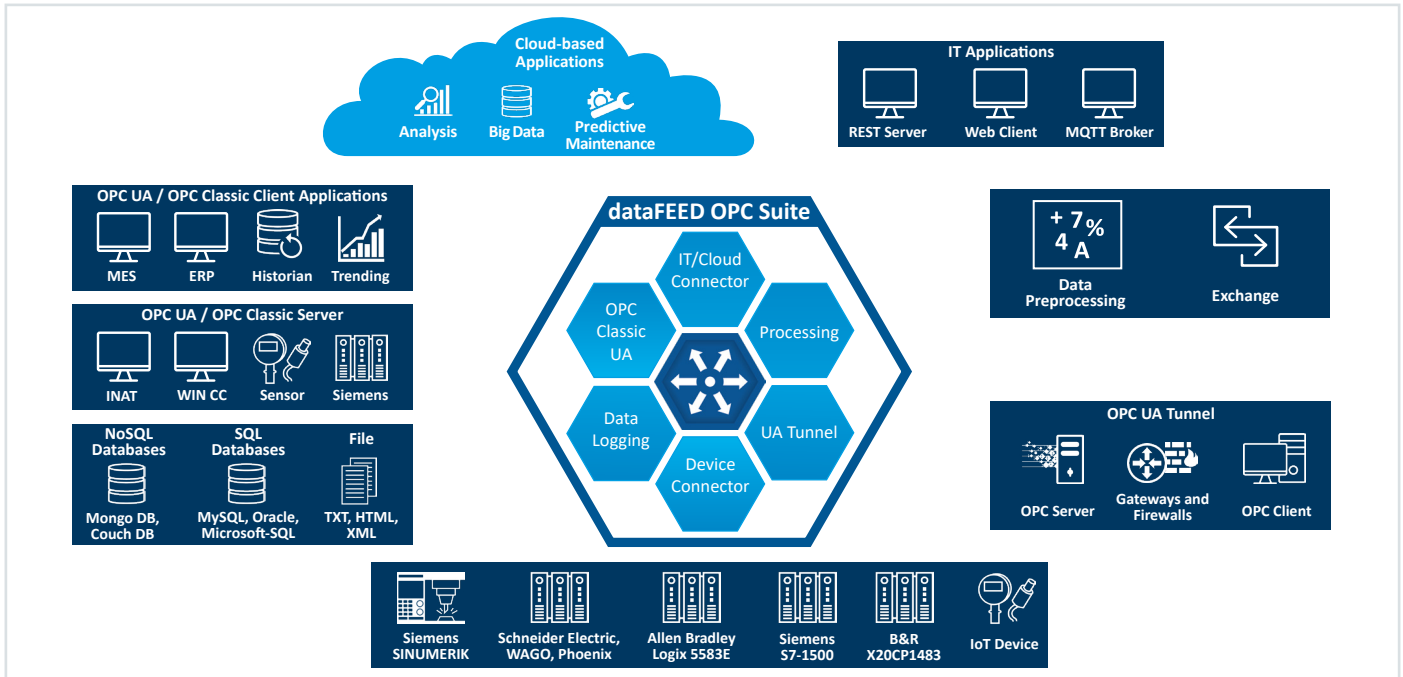 Cloud-based
Applications
Analysis
Big Data
Predictive
Maintenance
IT Applications
REST Server
Web Client
MQTT Broker
OPC UA / OPC Classic Client Applications
MES
ERP
Historian
Trending
OPC UA / OPC Classic Server
INAT
WIN CC
Sensor
Siemens
NoSQL
Databases
SQL
Databases
File
Mongo DB,
Couch DB
MySQL, Oracle,
Microsoft-SQL
TXT, HTML,
XML
dataFEED OPC Suite
IT/Cloud
Connector
OPC
Classic
UA
Processing
Data
Logging
UA Tunnel
Device
Connector
+ 7%
4 A
Data
Preprocessing
Exchange
OPC UA Tunnel
OPC Server
Gateways and
Firewalls
OPC Client
Siemens
SINUMERIK
Schneider Electric,
WAGO, Phoenix
Allen Bradley
Logix 5583E
Siemens
S7-1500
B&R
X20CP1483
IoT Device